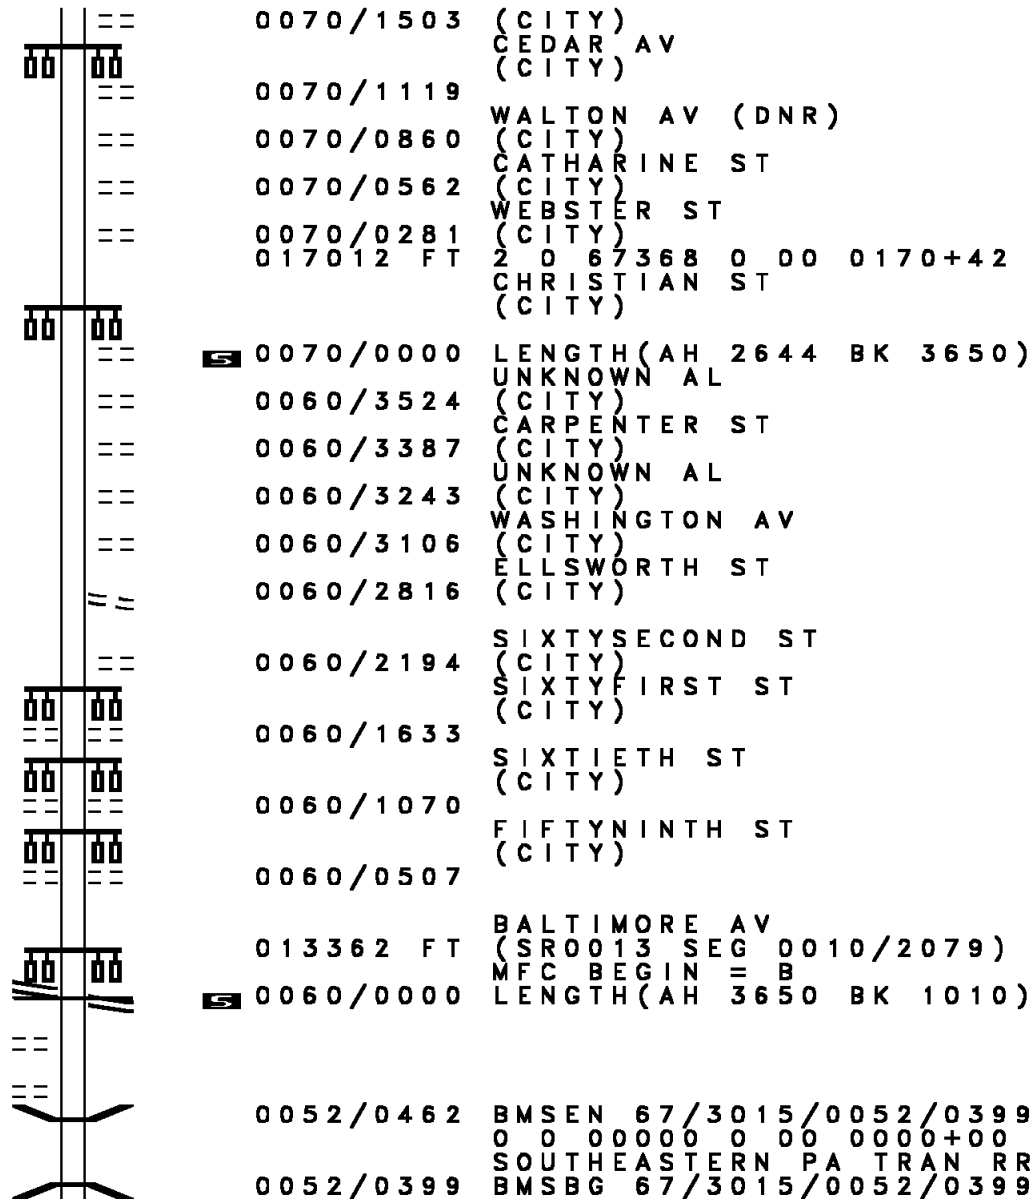 0070/1503 (CITY)
CEDAR AV
(CITY)
0070/1119
WALTON AV (DNR)
0070/0860 (CITY)
CATHARINE ST
0070/0562 (CITY)
WEBSTER ST
0070/0281 (CITY)
017012 FT 2 0 67368 0 00 0170+42
CHRISTIAN ST
(CITY)
S 0070/0000 LENGTH(AH 2644 BK 3650)
UNKNOWN AL
0060/3524 (CITY)
CARPENTER ST
0060/3387 (CITY)
UNKNOWN AL
0060/3243 (CITY)
WASHINGTON AV
0060/3106 (CITY)
ELLSWORTH ST
0060/2816 (CITY)
SIXTYSECOND ST
0060/2194 (CITY)
SIXTYFIRST ST
(CITY)
0060/1633
SIXTIETH ST
(CITY)
0060/1070
FIFTYNINTH ST
(CITY)
0060/0507
BALTIMORE AV
013362 FT (SR0013 SEG 0010/2079)
MFC BEGIN = B
S 0060/0000 LENGTH(AH 3650 BK 1010)
0052/0462 BMSEN 67/3015/0052/0399
0 0 00000 0 00 0000+00
SOUTHEASTERN PA TRAN RR
0052/0399 BMSBG 67/3015/0052/0399